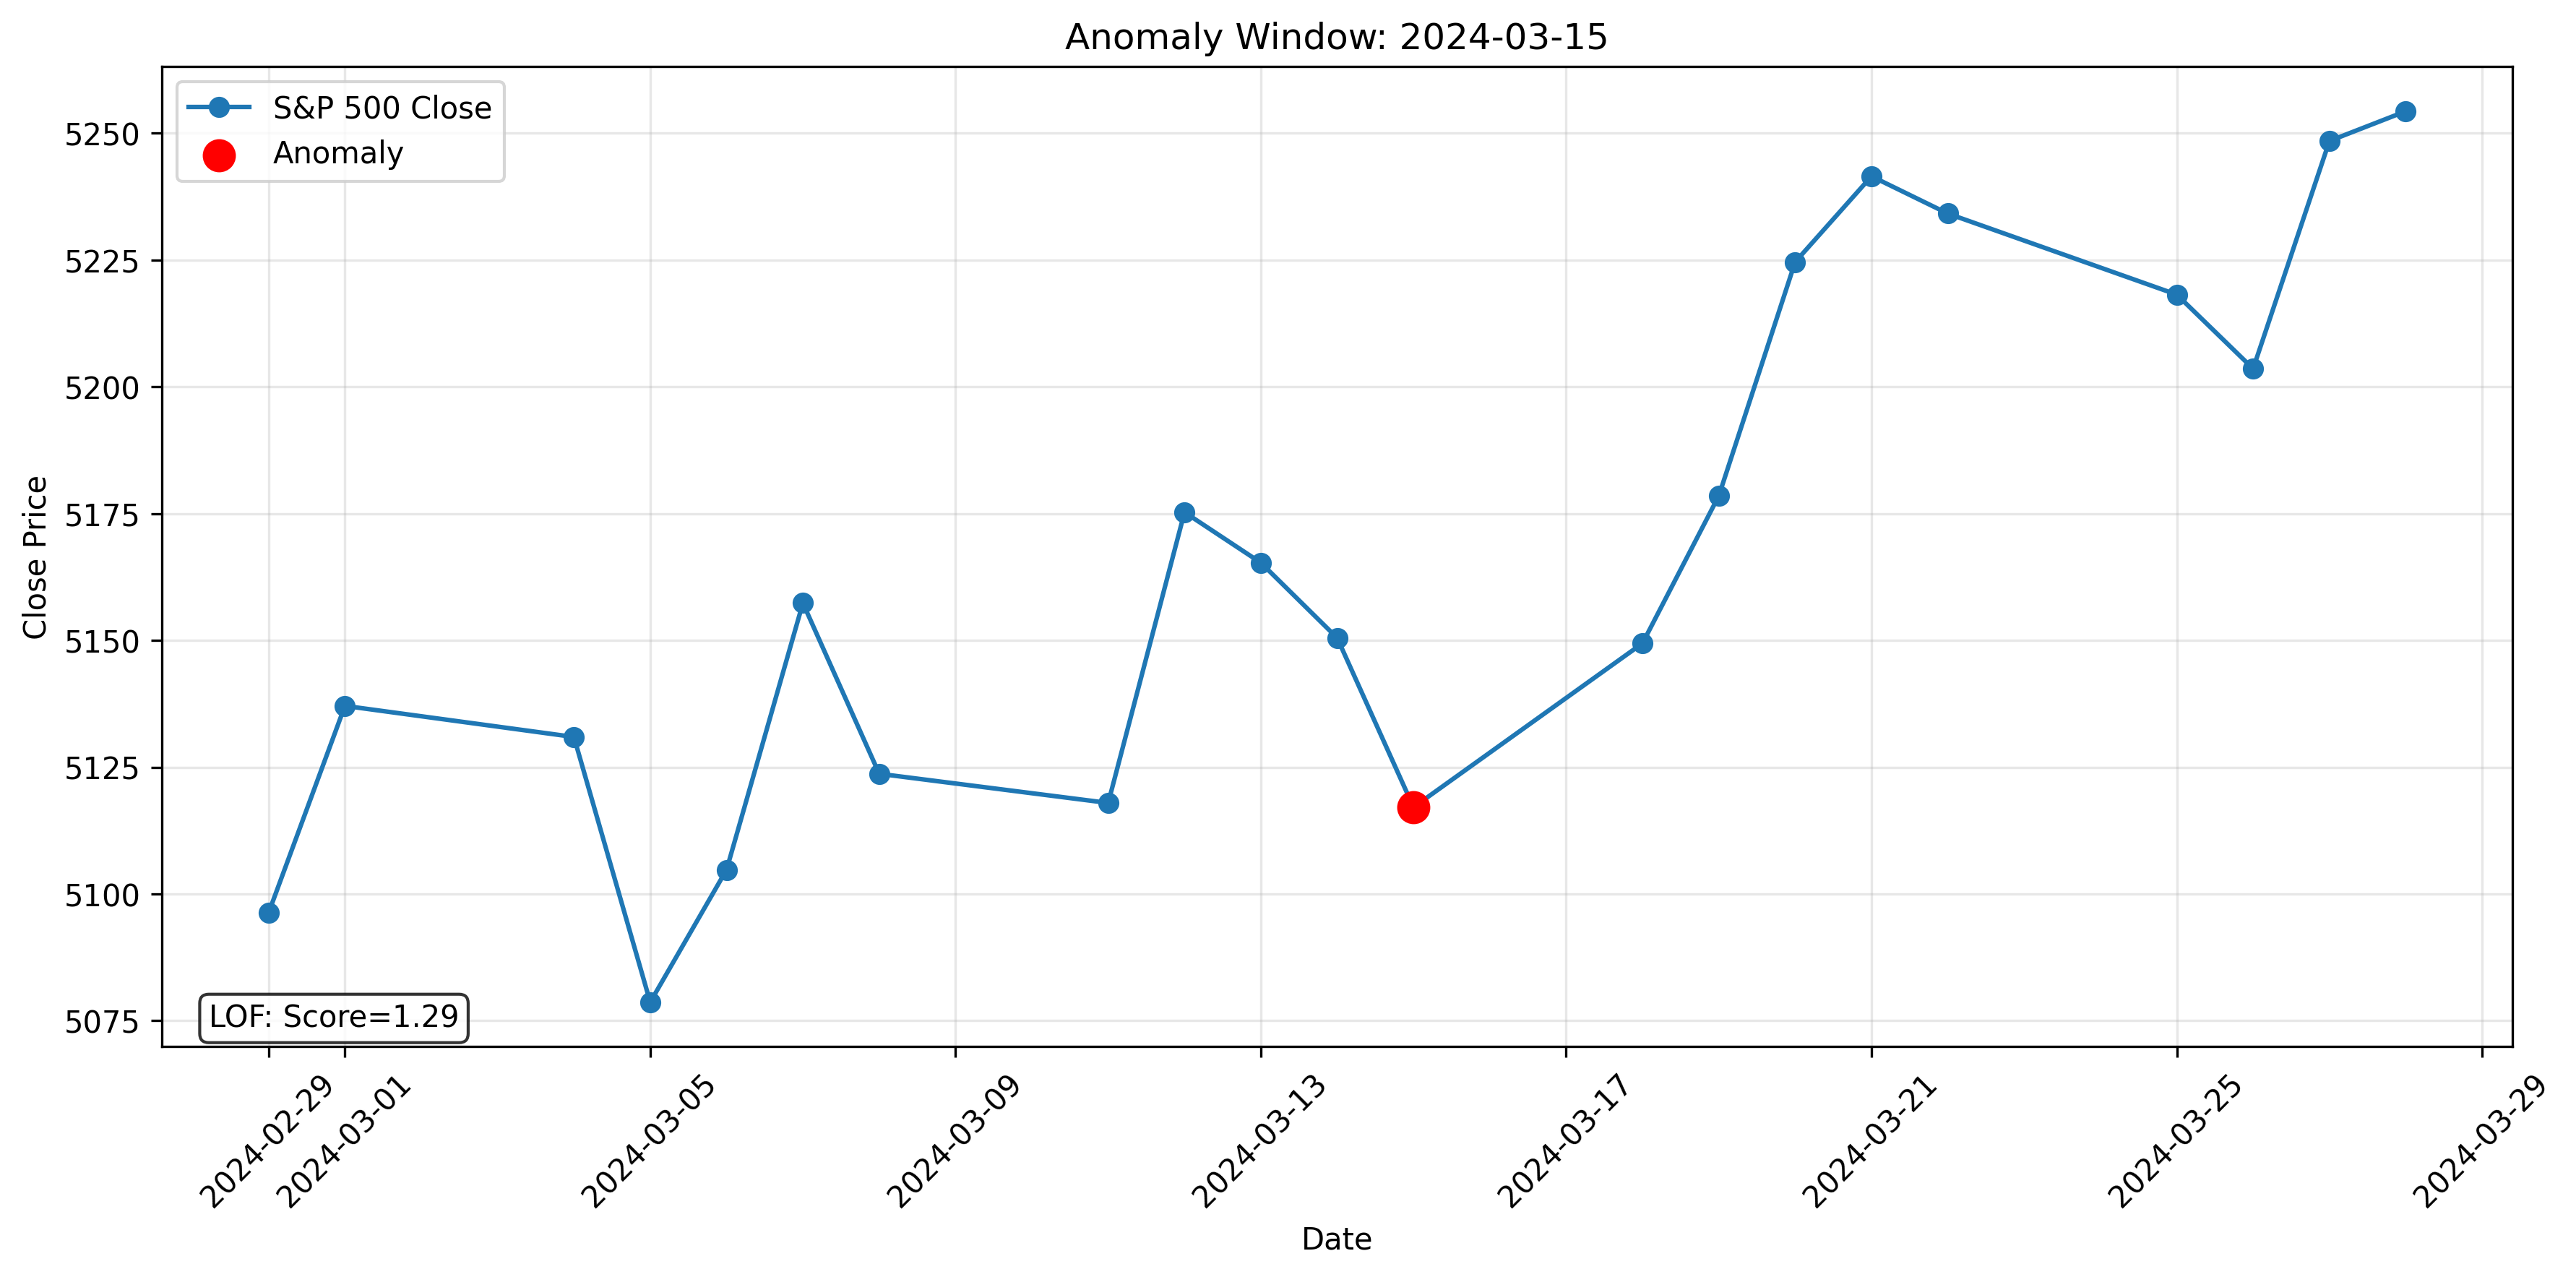 Anomaly Window: 2024-03-15
S&P 500 Close
Anomaly
5250
5225
5200
5175
5150
5125
5100
5075
Close Price
LOF: Score=1.29
2024-02-29
2024-03-01
2024-03-05
2024-03-09
2024-03-13
2024-03-17
2024-03-21
2024-03-25
2024-03-29
Date